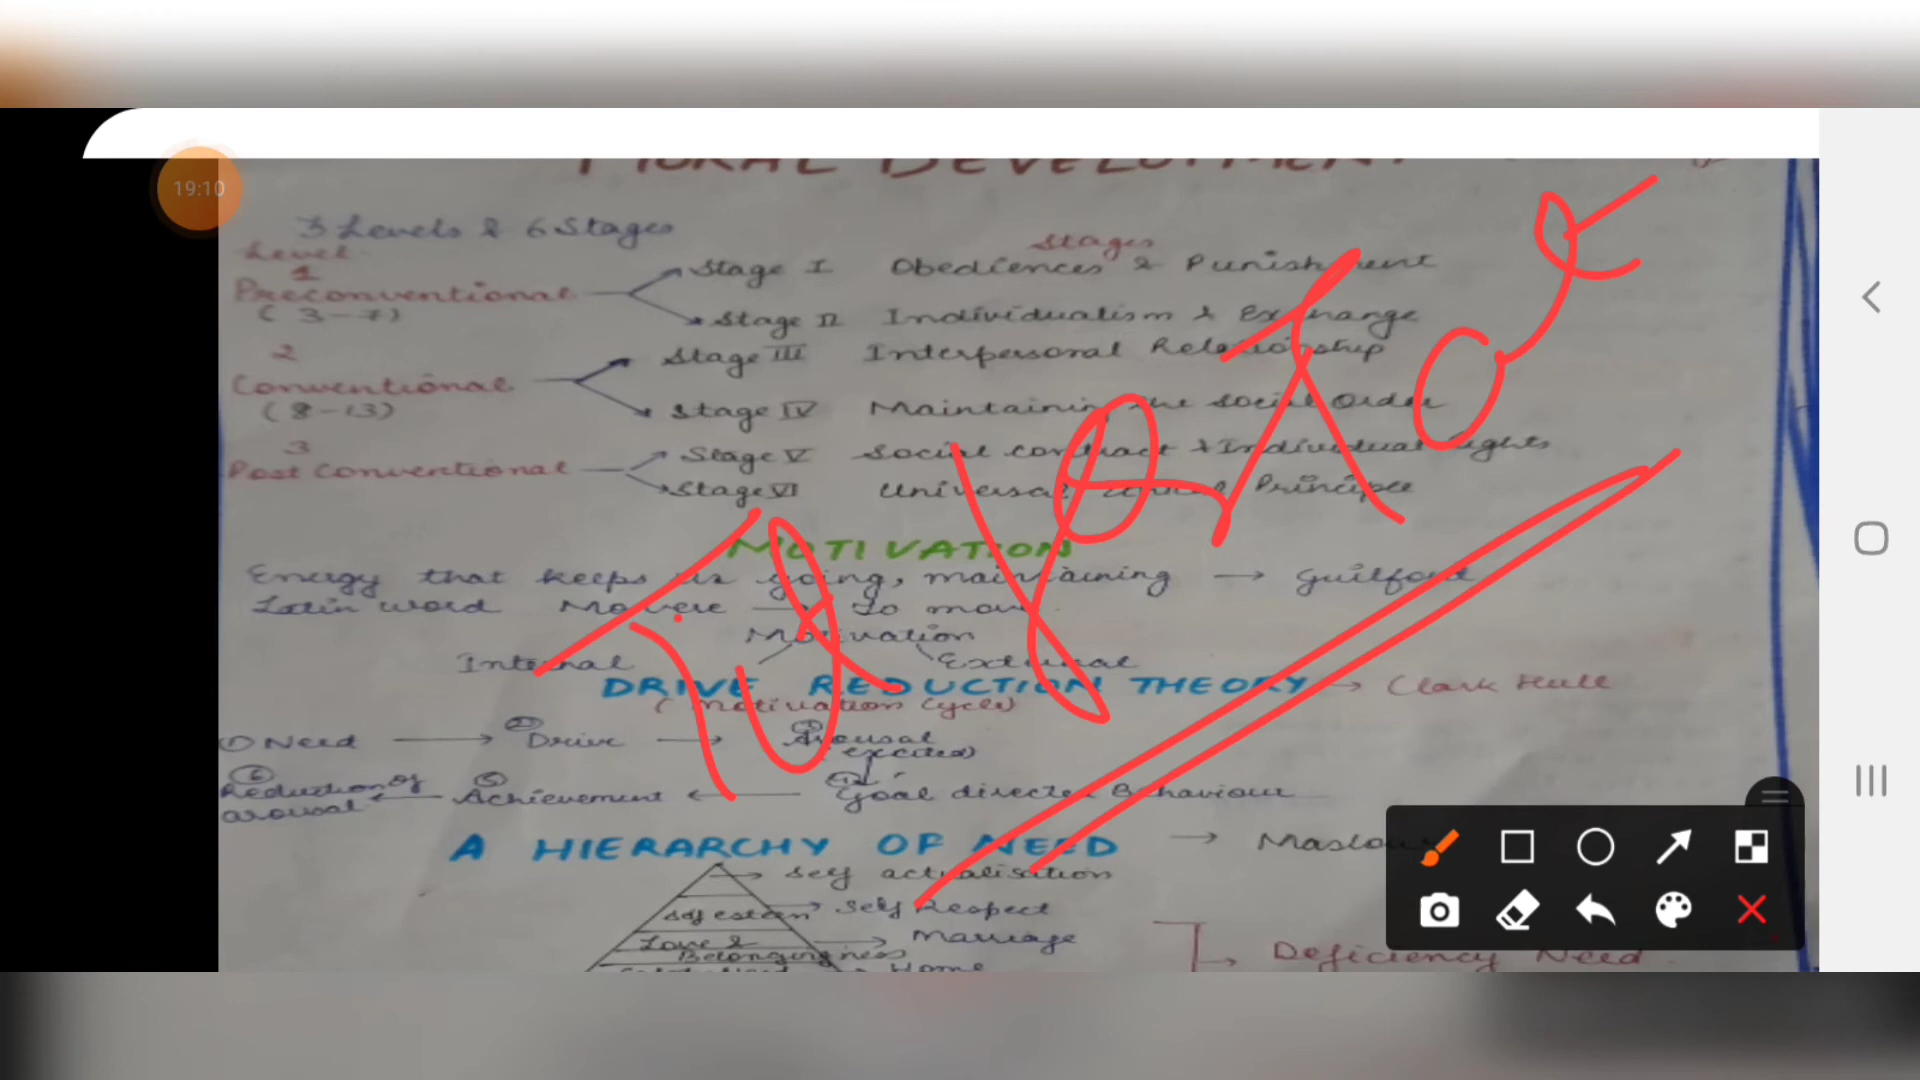 19:10
MORAL DEVELOPMENT
3 Levels & 6 Stages
Level Stages
1
Preconventional Stage I Obediences & Punishment
(3-7) Stage II Individualism & Exchange
2
Conventional Stage III Interpersonal Relationship
(8-13) Stage IV Maintaining the social Order
3
Post Conventional Stage V Social contract & Individual rights
Stage VI Universal Principle
MOTIVATION
Energy that keeps us going, maintaining → Guilford
Latin word Movere → To move
Motivation
Internal External
DRIVE REDUCTION THEORY → Clark Hull
(Motivation Cycle)
① Need → ② Drive → ③ Arousal
(excited)
⑥ Reduction of arousal ← ⑤ Achievement ← ④ Goal directed Behaviour
A HIERARCHY OF NEED → Maslow
→ Self actualisation
Self esteem → Self Respect
Love & Belongingness → Marriage
→ Home
Deficiency Need